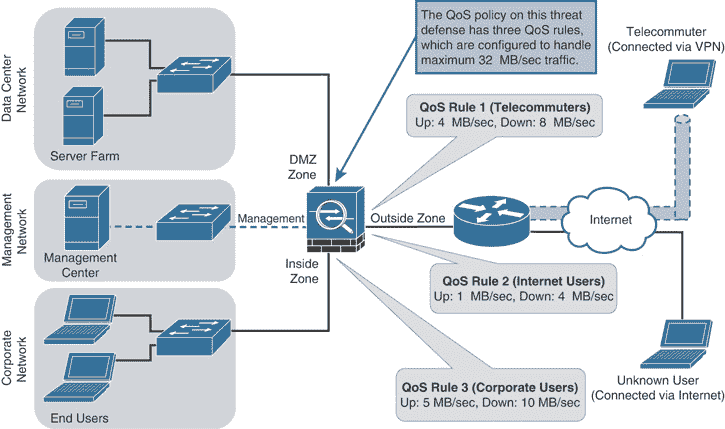 Data Center
Network
Server Farm
Management
Network
Management
Center
Corporate
Network
End Users
The QoS policy on this threat
defense has three QoS rules,
which are configured to handle
maximum 32 MB/sec traffic.
Telecommuter
(Connected via VPN)
QoS Rule 1 (Telecommuters)
Up: 4 MB/sec, Down: 8 MB/sec
DMZ
Zone
Management
Outside Zone
Internet
Inside
Zone
QoS Rule 2 (Internet Users)
Up: 1 MB/sec, Down: 4 MB/sec
QoS Rule 3 (Corporate Users)
Up: 5 MB/sec, Down: 10 MB/sec
Unknown User
(Connected via Internet)